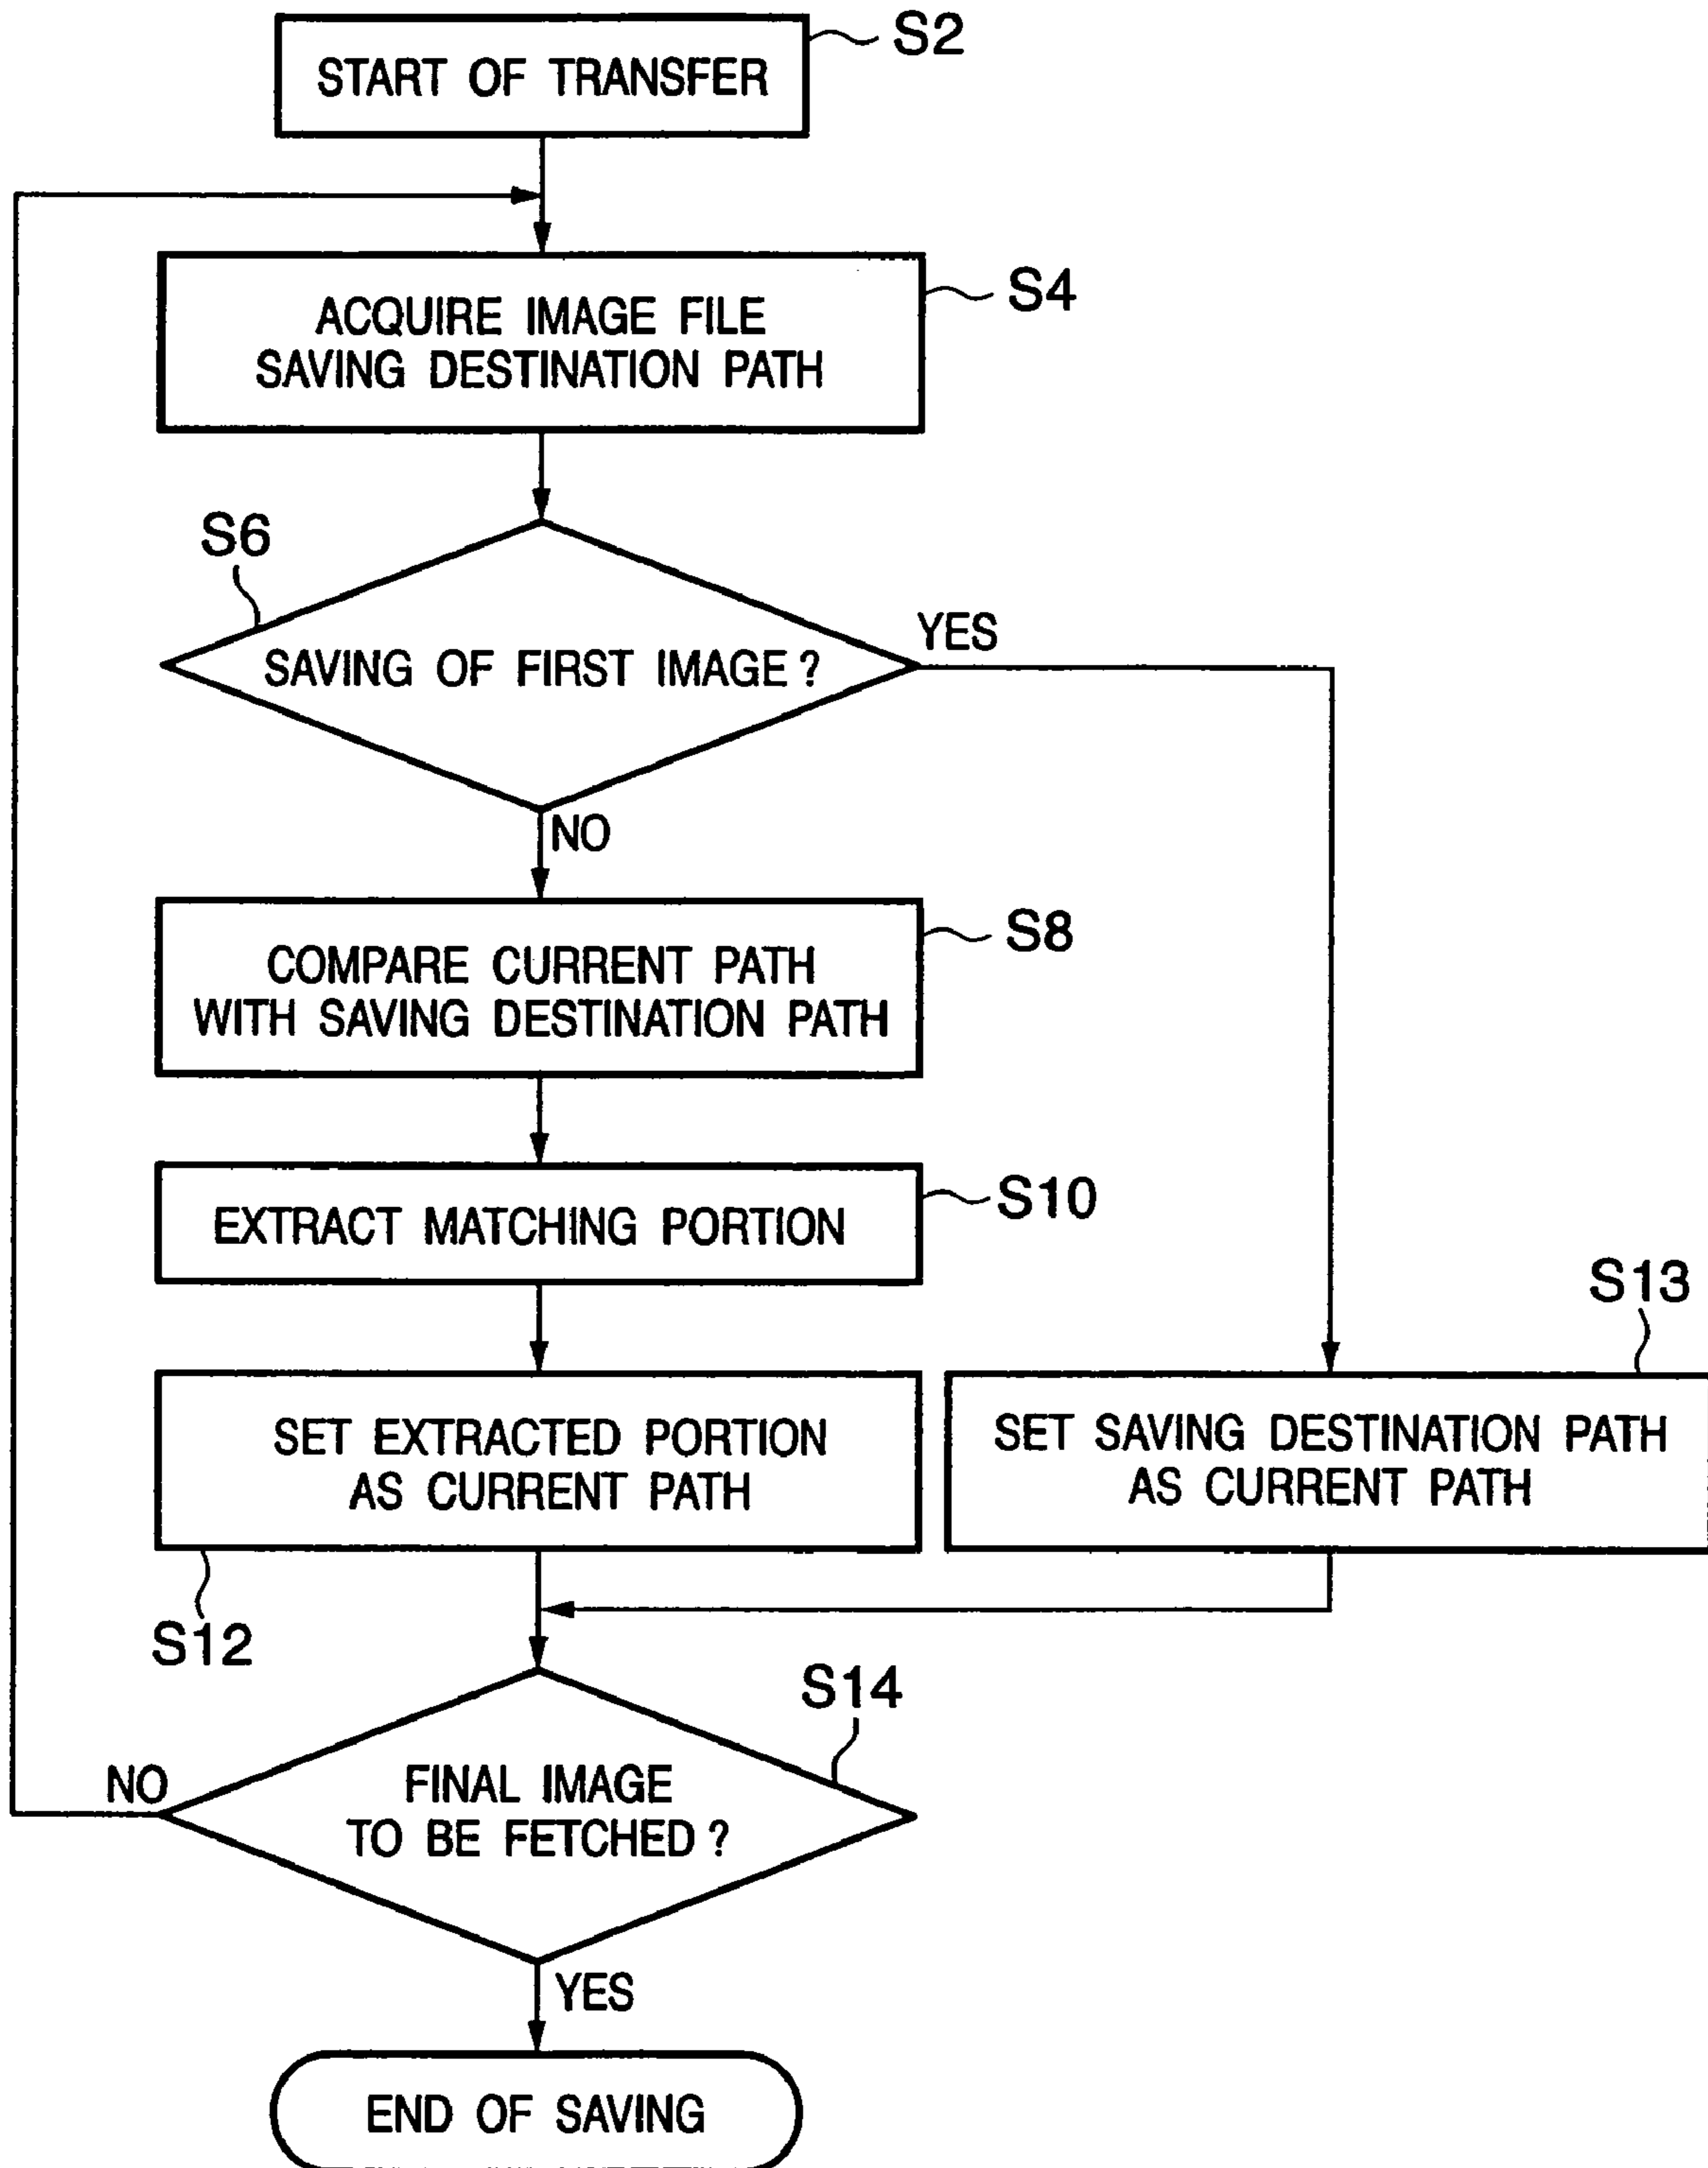 START OF TRANSFER
S2
ACQUIRE IMAGE FILE
SAVING DESTINATION PATH
S4
S6
SAVING OF FIRST IMAGE ?
YES
NO
COMPARE CURRENT PATH
WITH SAVING DESTINATION PATH
S8
EXTRACT MATCHING PORTION
S10
S13
SET EXTRACTED PORTION
AS CURRENT PATH
SET SAVING DESTINATION PATH
AS CURRENT PATH
S12
S14
FINAL IMAGE
TO BE FETCHED ?
NO
YES
END OF SAVING